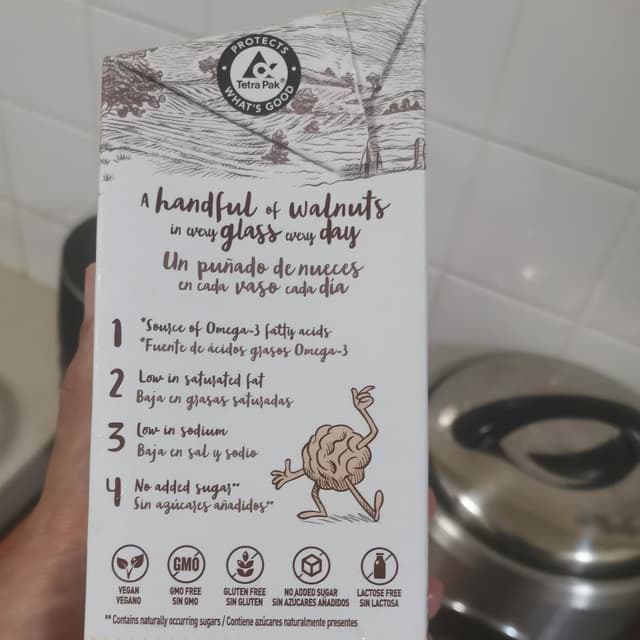 PROTECTS
Tetra Pak®
WHAT'S GOOD
A handful of walnuts
in every glass every day
Un puñado de nueces
en cada vaso cada día
1 *Source of Omega-3 fatty acids
*Fuente de ácidos grasos Omega-3
2 Low in saturated fat
Baja en grasas saturadas
3 Low in sodium
Baja en sal y sodio
4 No added sugar**
Sin azúcares añadidos**
GMO
VEGAN
VEGANO
GMO FREE
SIN GMO
GLUTEN FREE
SIN GLUTEN
NO ADDED SUGAR
SIN AZÚCARES AÑADIDOS
LACTOSE FREE
SIN LACTOSA
** Contains naturally occurring sugars / Contiene azúcares naturalmente presentes